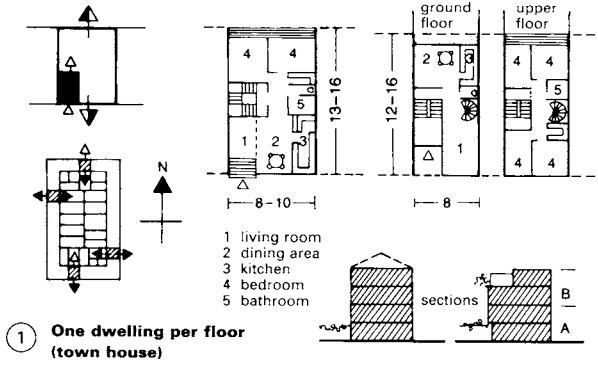 ground
floor
upper
floor
4
4
5
1
2
3
13-16
8-10
2
3
1
12-16
8
4
5
4
4
N
1 living room
2 dining area
3 kitchen
4 bedroom
5 bathroom
sections
B
A
1 One dwelling per floor
(town house)